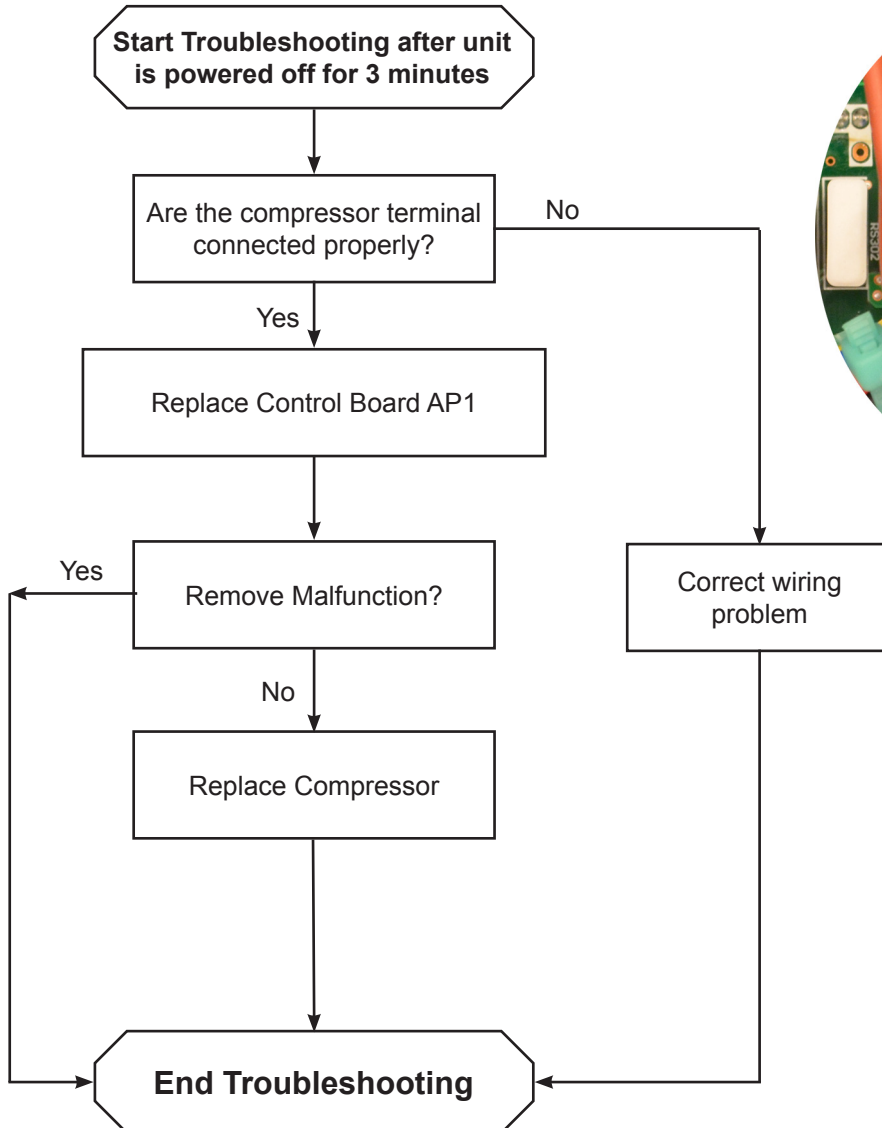 Start Troubleshooting after unit
is powered off for 3 minutes
Are the compressor terminal
connected properly?
No
Yes
Replace Control Board AP1
Yes
Remove Malfunction?
Correct wiring
problem
No
Replace Compressor
End Troubleshooting
RS302